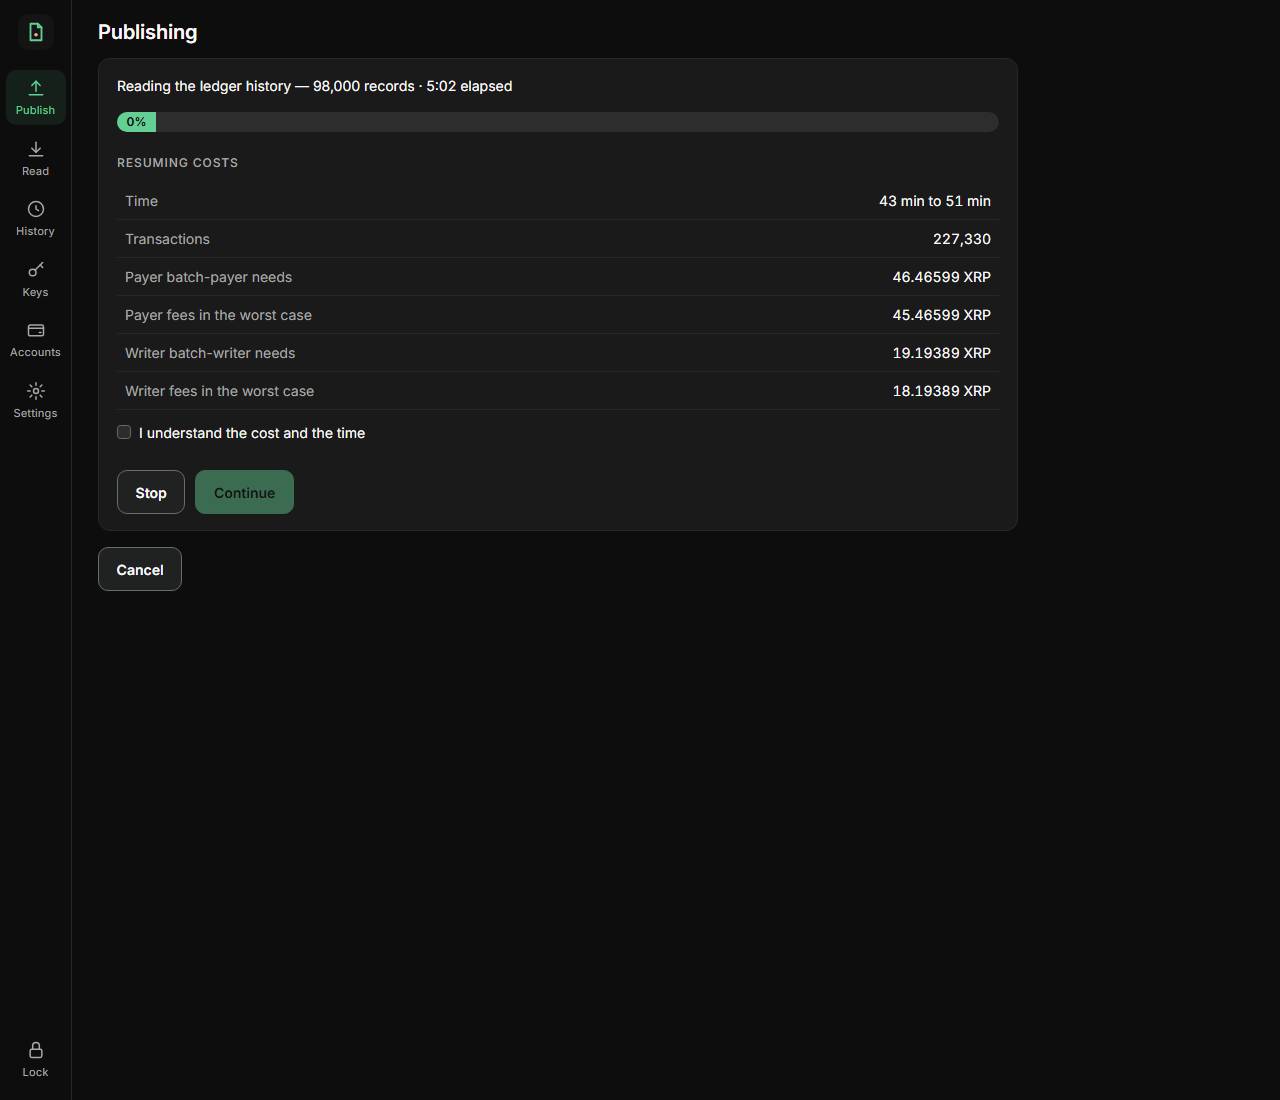 Publishing
Publish
Read
History
Keys
Accounts
Settings
Lock
Reading the ledger history — 98,000 records · 5:02 elapsed
0%
RESUMING COSTS
Time 43 min to 51 min
Transactions 227,330
Payer batch-payer needs 46.46599 XRP
Payer fees in the worst case 45.46599 XRP
Writer batch-writer needs 19.19389 XRP
Writer fees in the worst case 18.19389 XRP
I understand the cost and the time
Stop Continue
Cancel